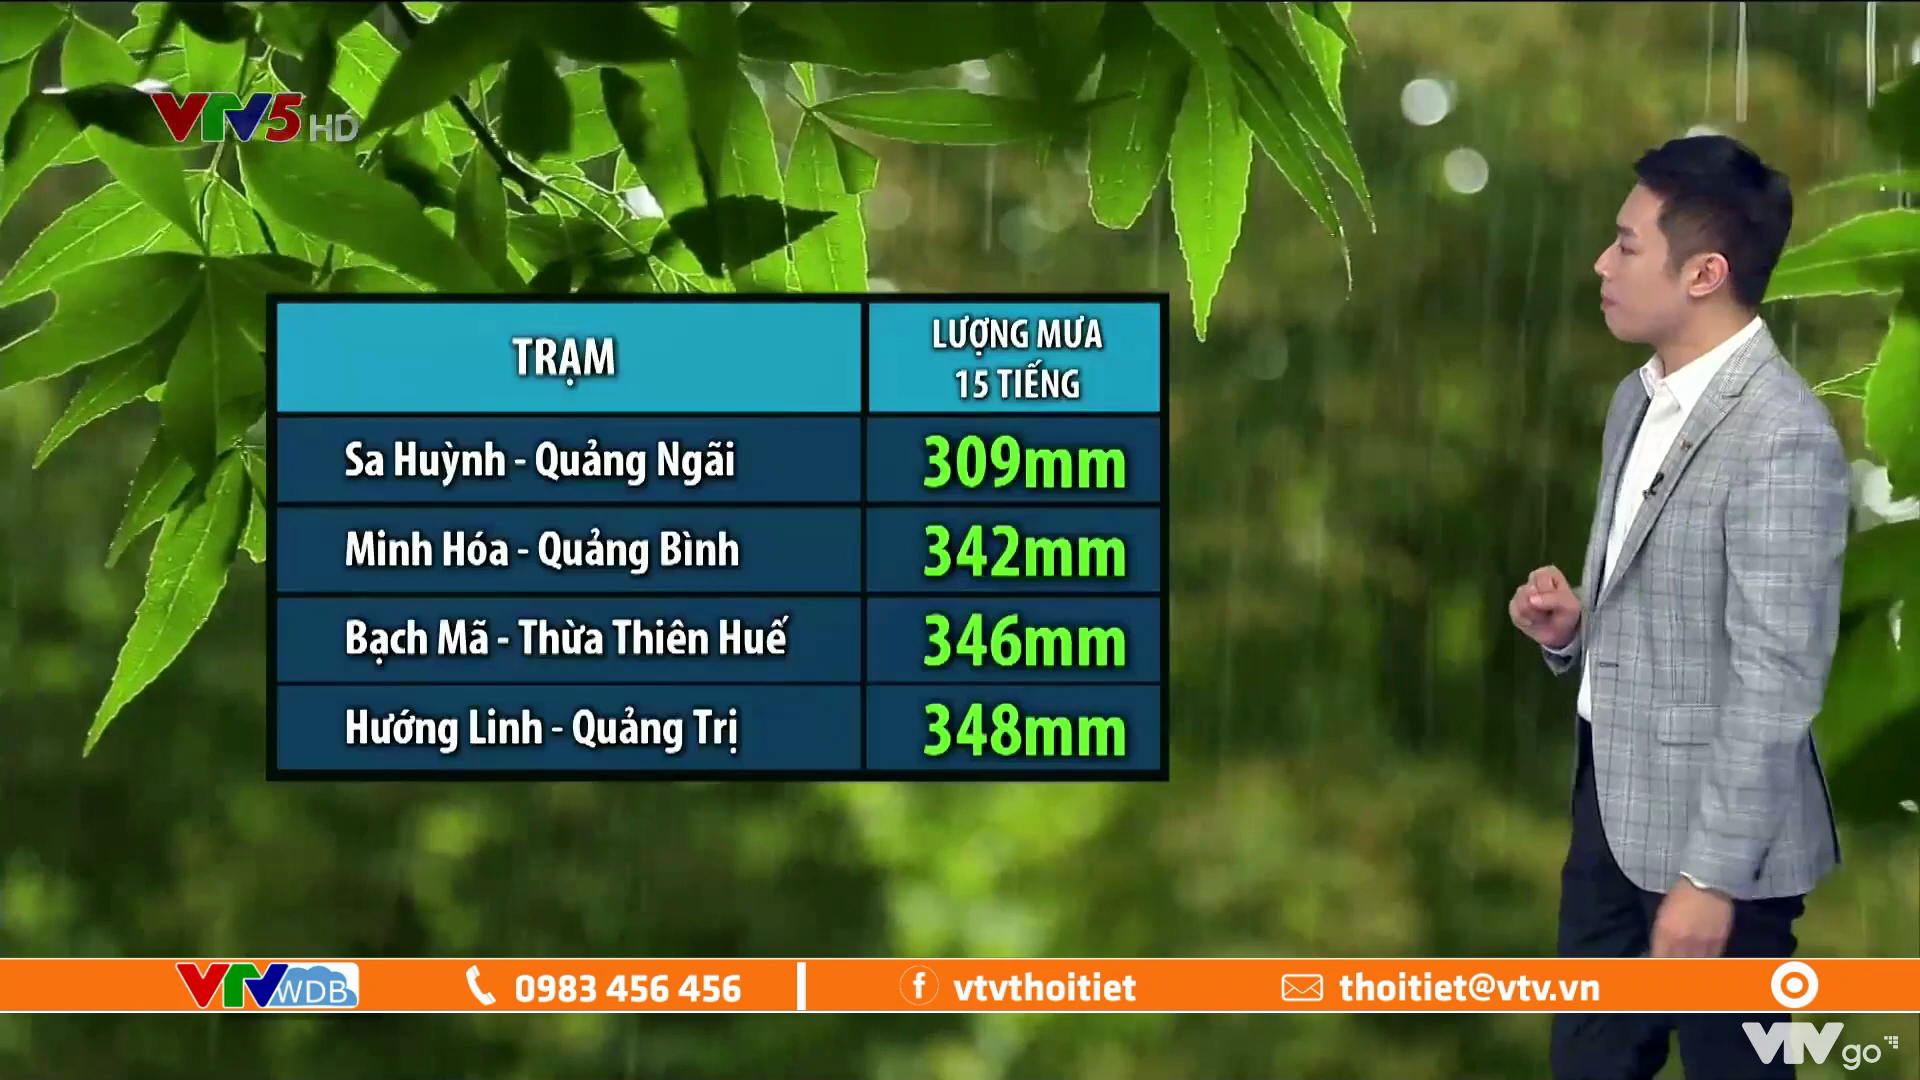 VTV5 HD
TRẠM
LƯỢNG MƯA
15 TIẾNG
Sa Huỳnh - Quảng Ngãi
309mm
Minh Hóa - Quảng Bình
342mm
Bạch Mã - Thừa Thiên Huế
346mm
Hướng Linh - Quảng Trị
348mm
VTV WDB
0983 456 456
vtvthoitiet
thoitiet@vtv.vn
VTV go